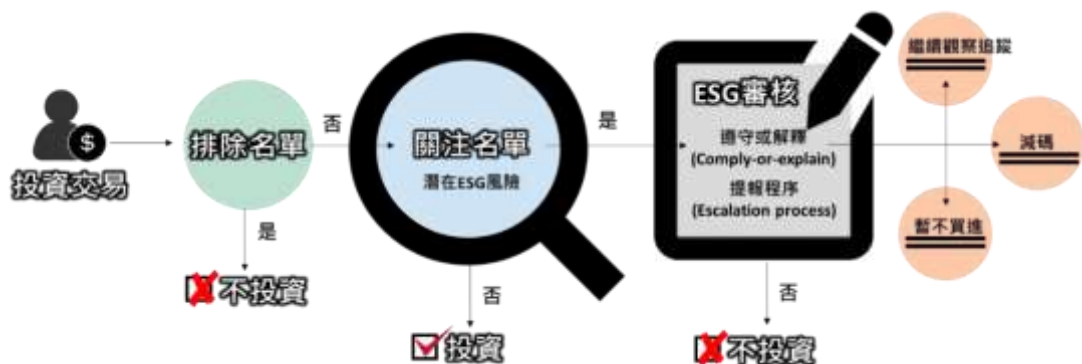 投資交易
排除名單
否
是
不投資
關注名單
潛在ESG風險
否
投資
是
ESG審核
遵守或解釋
(Comply-or-explain)
提報程序
(Escalation process)
否
不投資
繼續觀察追蹤
減碼
暫不買進